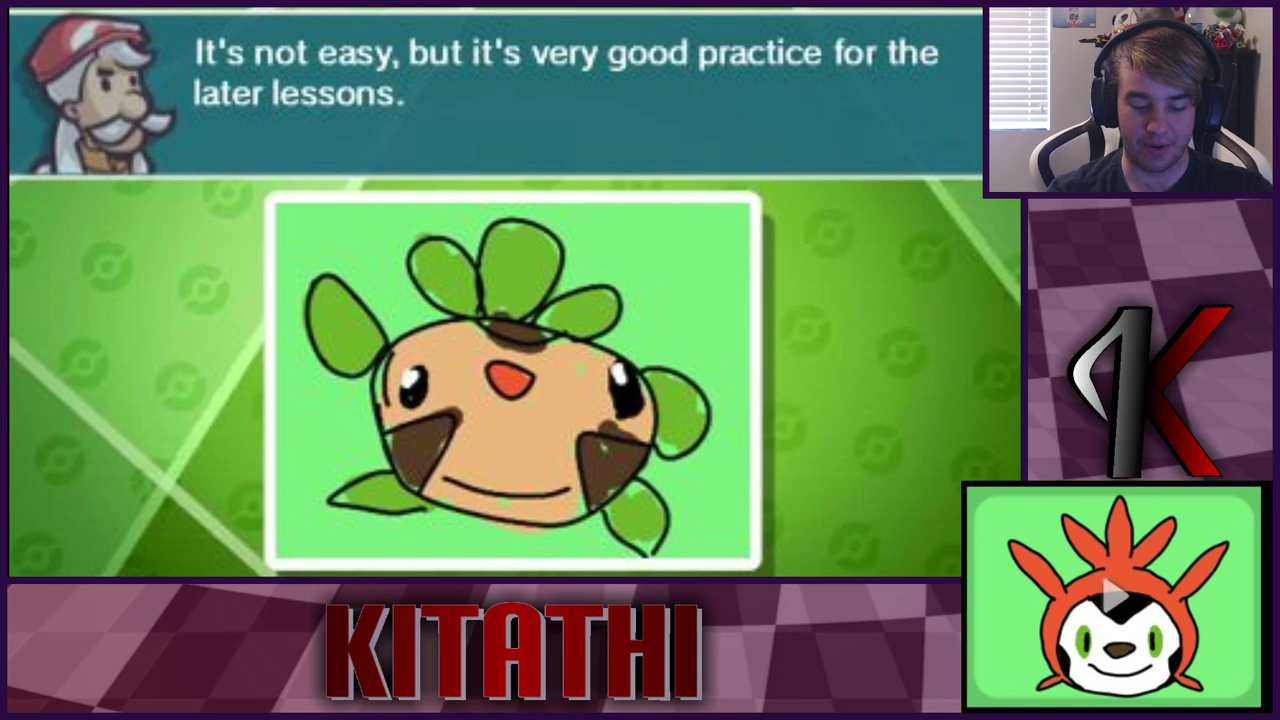 It's not easy, but it's very good practice for the
later lessons.
K
KITATHI